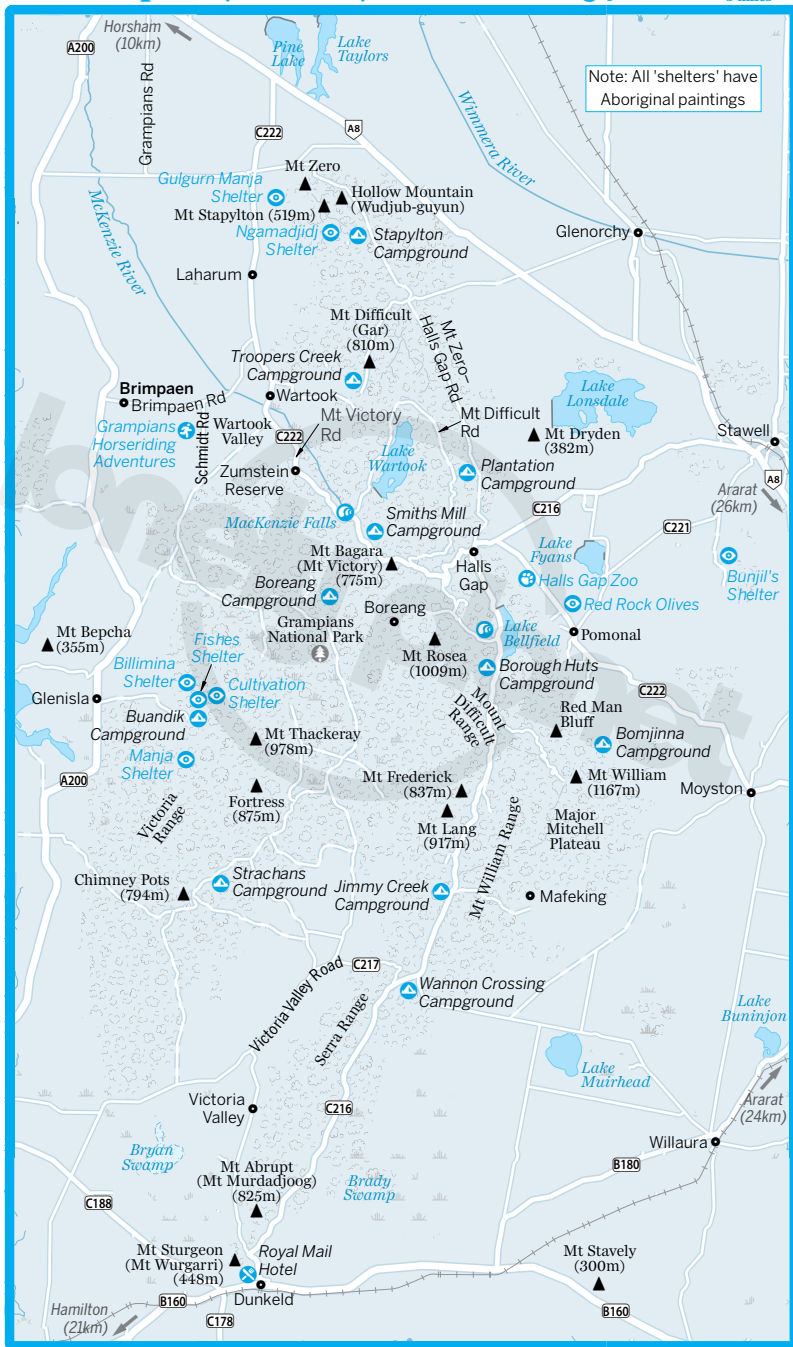 Horsham
(10km)
A200
Grampians Rd
Pine
Lake
Lake
Taylors
Note: All 'shelters' have
Aboriginal paintings
C222
A8
Wimmera River
McKenzie River
Mt Zero
Gulgurn Manja
Shelter
Hollow Mountain
(Wudjub-guyun)
Mt Stapylton (519m)
Ngamadjidj
Shelter
Stapylton
Campground
Glenorchy
Laharum
Mt Difficult
(Gar)
(810m)
Mt Zero–
Halls Gap Rd
Troopers Creek
Campground
Brimpaen
Brimpaen Rd
Wartook
Lake
Lonsdale
Grampians
Horseriding
Adventures
Schmidt Rd
Wartook
Valley
Mt Victory
Rd
C222
Mt Difficult
Rd
Mt Dryden
(382m)
Stawell
Lake
Wartook
Zumstein
Reserve
Plantation
Campground
A8
Ararat
(26km)
MacKenzie Falls
Smiths Mill
Campground
C216
C221
Mt Bagara
(Mt Victory)
(775m)
Halls
Gap
Lake
Fyans
Bunjil's
Shelter
Boreang
Campground
Halls Gap Zoo
Red Rock Olives
Boreang
Grampians
National Park
Lake
Bellfield
Pomonal
Mt Bepcha
(355m)
Fishes
Shelter
Mt Rosea
(1009m)
Billimina
Shelter
Cultivation
Shelter
Borough Huts
Campground
Glenisla
Mount
Difficult
Range
C222
Buandik
Campground
Red Man
Bluff
Bomjinna
Campground
Mt Thackeray
(978m)
Manja
Shelter
A200
Mt Frederick
(837m)
Mt William
(1167m)
Moyston
Fortress
(875m)
Victoria
Range
Mt Lang
(917m)
Major
Mitchell
Plateau
Mt William Range
Chimney Pots
(794m)
Strachans
Campground
Jimmy Creek
Campground
Mafeking
C217
Victoria Valley Road
Wannon Crossing
Campground
Serra Range
Lake
Buninjon
Lake
Muirhead
Victoria
Valley
C216
Ararat
(24km)
Willaura
Bryan
Swamp
Mt Abrupt
(Mt Murdadjoog)
(825m)
Brady
Swamp
B180
C188
Mt Sturgeon
(Mt Wurgarri)
(448m)
Royal Mail
Hotel
Mt Stavely
(300m)
Dunkeld
Hamilton
(21km)
B160
C178
B160